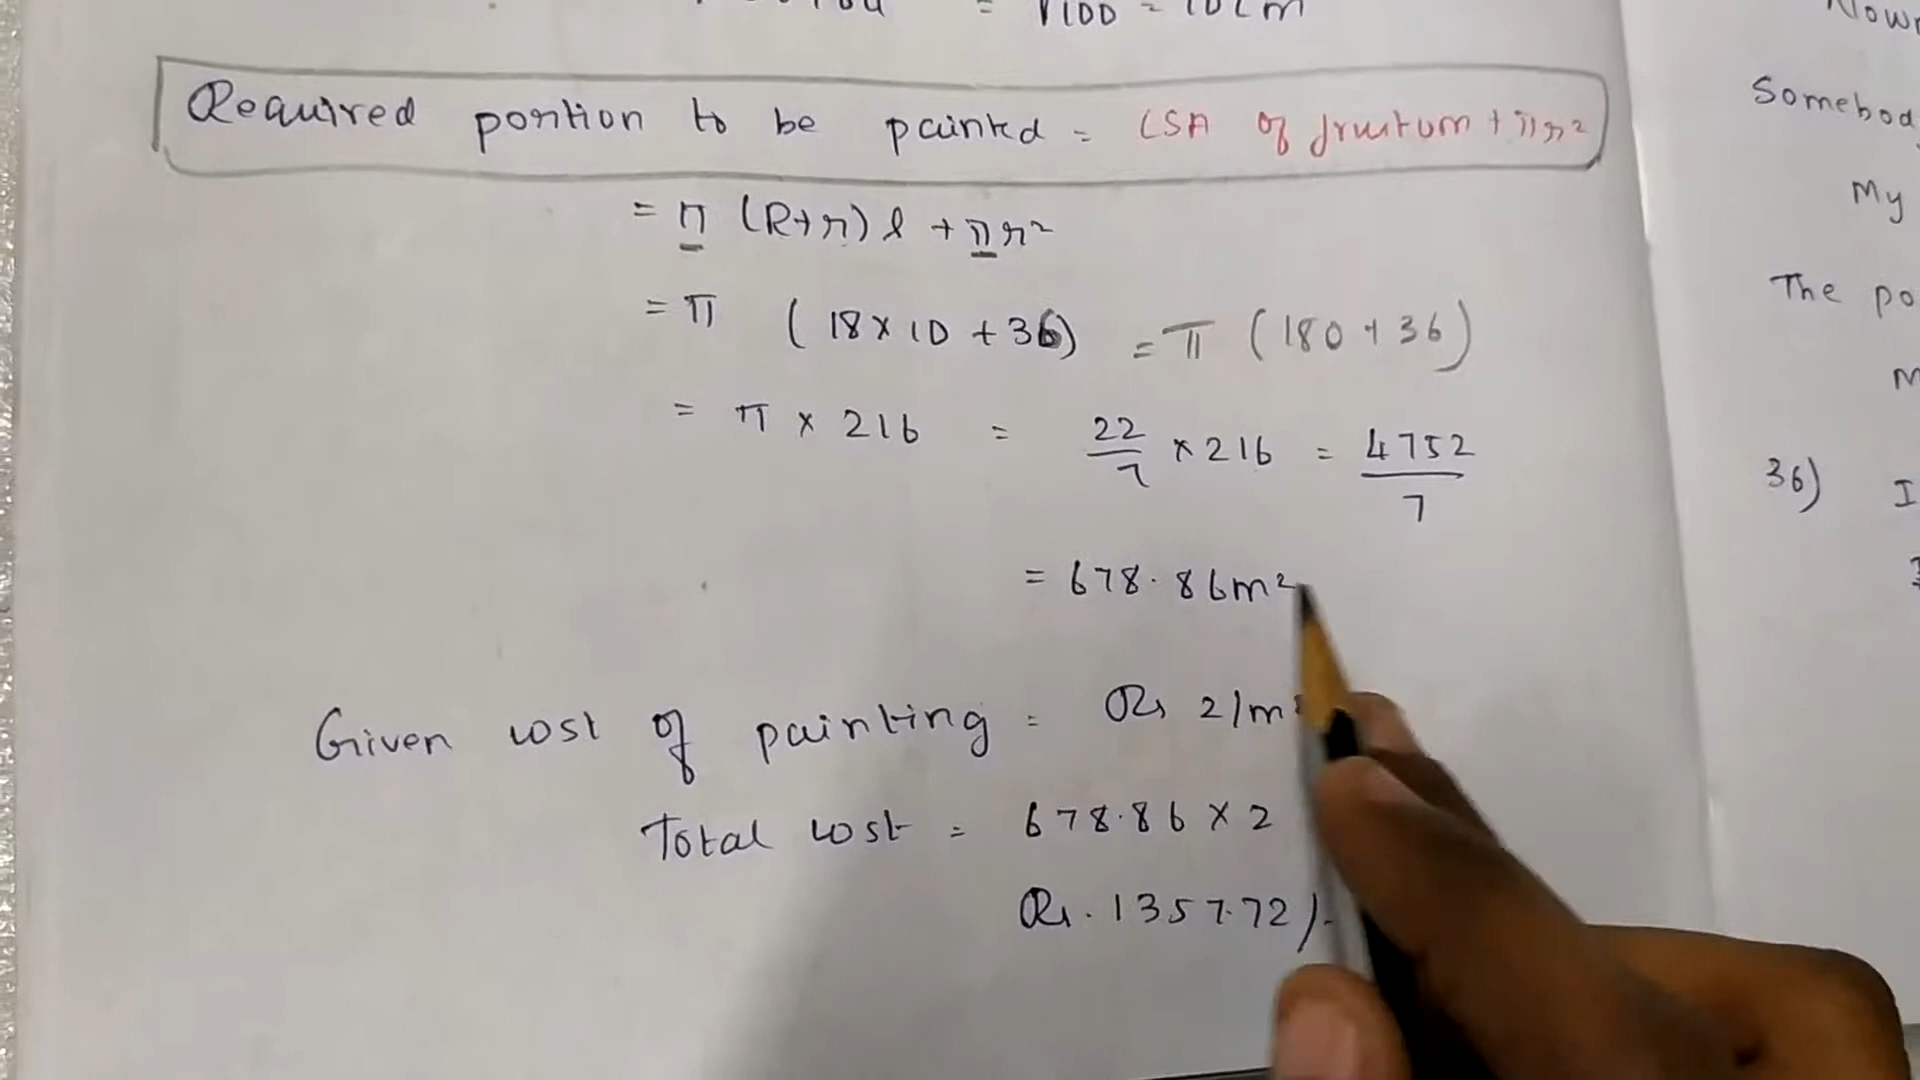 = √100 = 10cm
Required portion to be painted = CSA of frustum + πr²
= π (R+r) l + πr²
= π (18 × 10 + 36) = π (180 + 36)
= π × 216 = 22/7 × 216 = 4752/7
= 678.86m²
Given cost of painting = Rs 2/m²
Total cost = 678.86 × 2
Rs. 1357.72/-
Somebod
My
The po
36) I